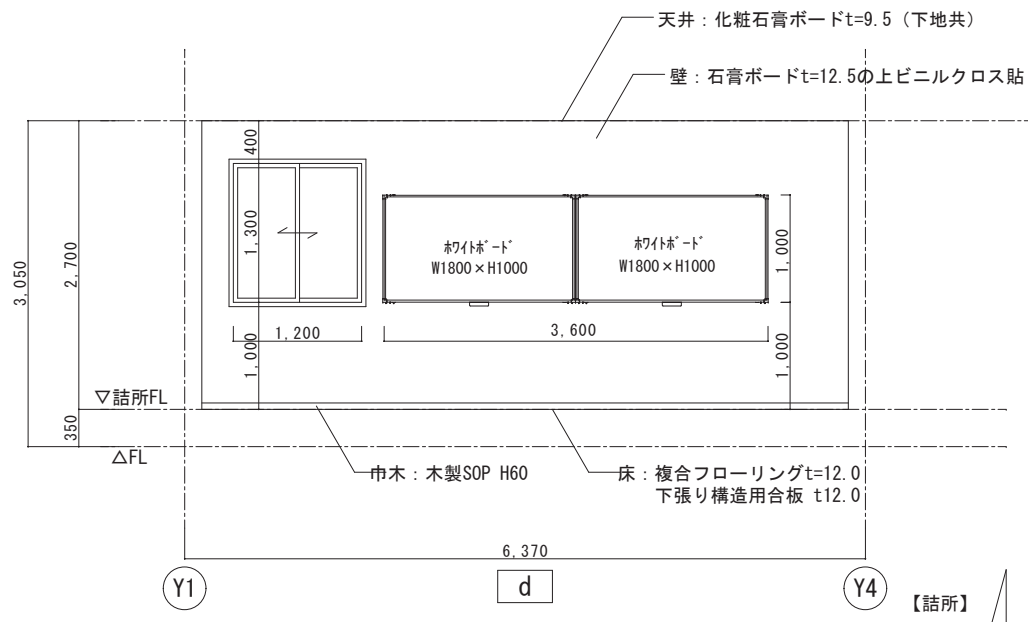 天井：化粧石膏ボードt=9.5（下地共）
壁：石膏ボードt=12.5の上ビニルクロス貼
400
1,300
1,000
2,700
3,050
350
ﾎﾜｲﾄﾎﾞｰﾄﾞ
W1800×H1000
ﾎﾜｲﾄﾎﾞｰﾄﾞ
W1800×H1000
1,000
1,000
1,200
3,600
▽詰所FL
△FL
巾木：木製SOP H60
床：複合フローリングt=12.0
下張り構造用合板 t12.0
6,370
Y1
d
Y4
【詰所】